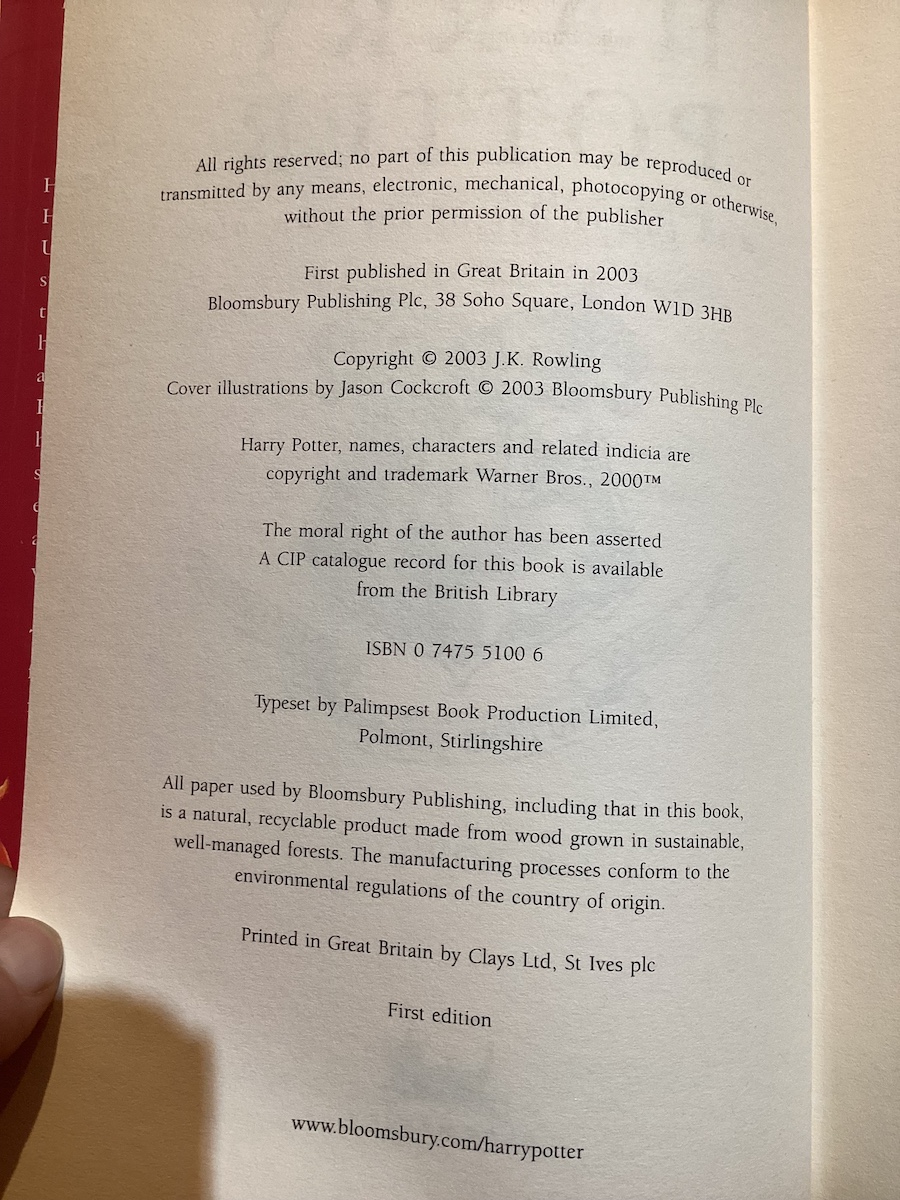 All rights reserved; no part of this publication may be reproduced or
transmitted by any means, electronic, mechanical, photocopying or otherwise,
without the prior permission of the publisher
First published in Great Britain in 2003
Bloomsbury Publishing Plc, 38 Soho Square, London W1D 3HB
Copyright © 2003 J.K. Rowling
Cover illustrations by Jason Cockcroft © 2003 Bloomsbury Publishing Plc
Harry Potter, names, characters and related indicia are
copyright and trademark Warner Bros., 2000™
The moral right of the author has been asserted
A CIP catalogue record for this book is available
from the British Library
ISBN 0 7475 5100 6
Typeset by Palimpsest Book Production Limited,
Polmont, Stirlingshire
All paper used by Bloomsbury Publishing, including that in this book,
is a natural, recyclable product made from wood grown in sustainable,
well-managed forests. The manufacturing processes conform to the
environmental regulations of the country of origin.
Printed in Great Britain by Clays Ltd, St Ives plc
First edition
www.bloomsbury.com/harrypotter